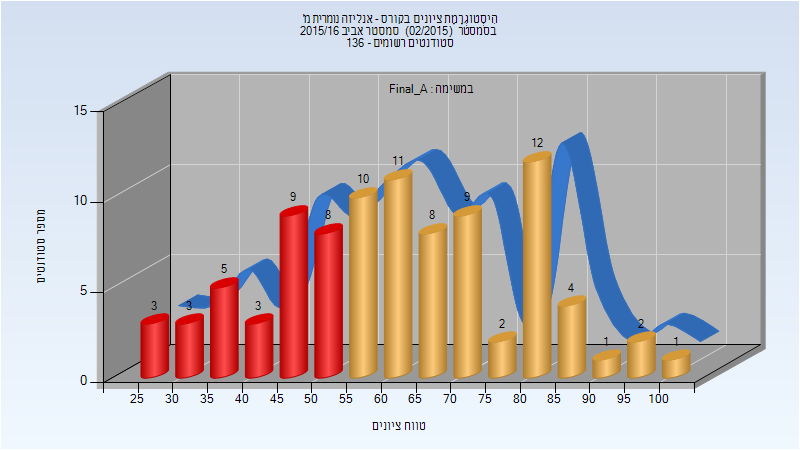 היסטוגרמת ציונים בקורס - אנליזה נומרית מ'
בסמסטר (02/2015) סמסטר אביב 2015/16
סטודנטים רשומים - 136
במשימה : Final_A
מספר סטודנטים
15
10
5
0
3
3
5
3
9
8
10
11
8
9
2
12
4
1
2
1
25 30 35 40 45 50 55 60 65 70 75 80 85 90 95 100
טווח ציונים